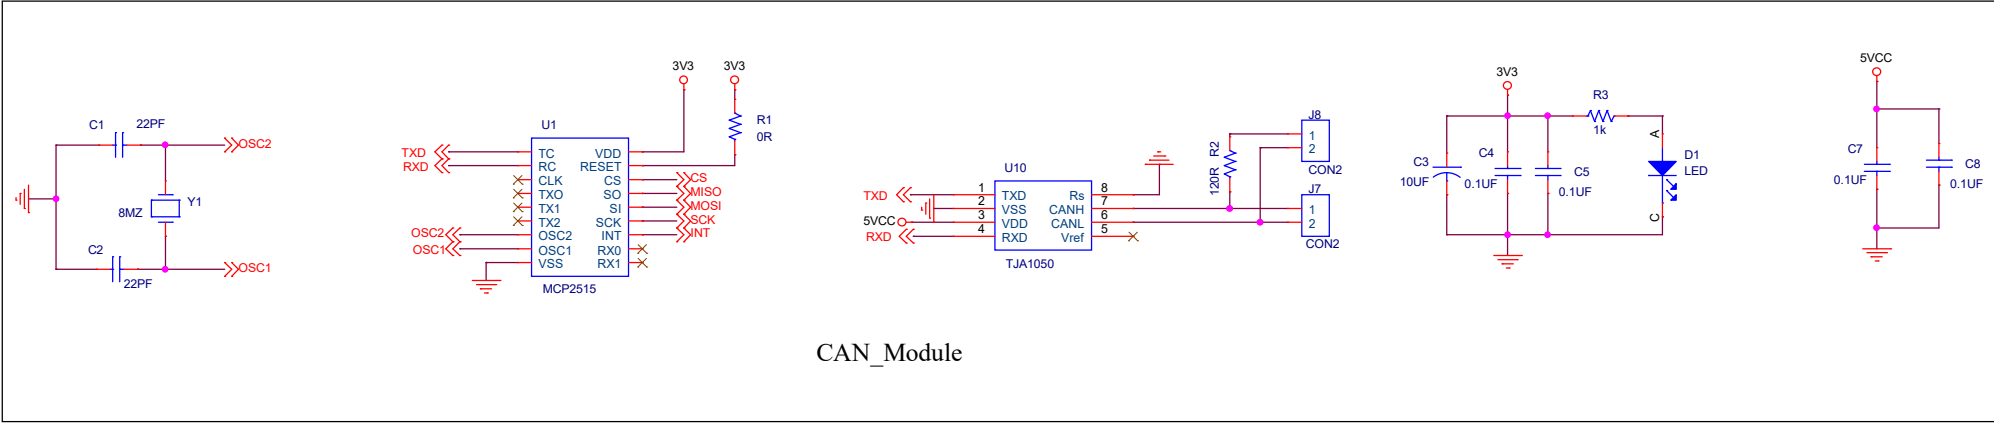 C1
22PF
OSC2
8MZ
Y1
C2
22PF
OSC1
3V3
3V3
R1
0R
U1
TXD
RXD
TC
RC
CLK
TXO
TX1
TX2
OSC2
OSC1
VSS
VDD
RESET
CS
SO
SI
SCK
INT
RX0
RX1
OSC2
OSC1
CS
MISO
MOSI
SCK
INT
MCP2515
U10
TXD
5VCC
RXD
1
2
3
4
TXD
VSS
VDD
RXD
Rs
CANH
CANL
Vref
8
7
6
5
TJA1050
R2
120R
J8
1
2
CON2
J7
1
2
CON2
3V3
R3
1k
C3
10UF
C4
0.1UF
C5
0.1UF
A
D1
LED
C
5VCC
C7
0.1UF
C8
0.1UF
CAN_Module